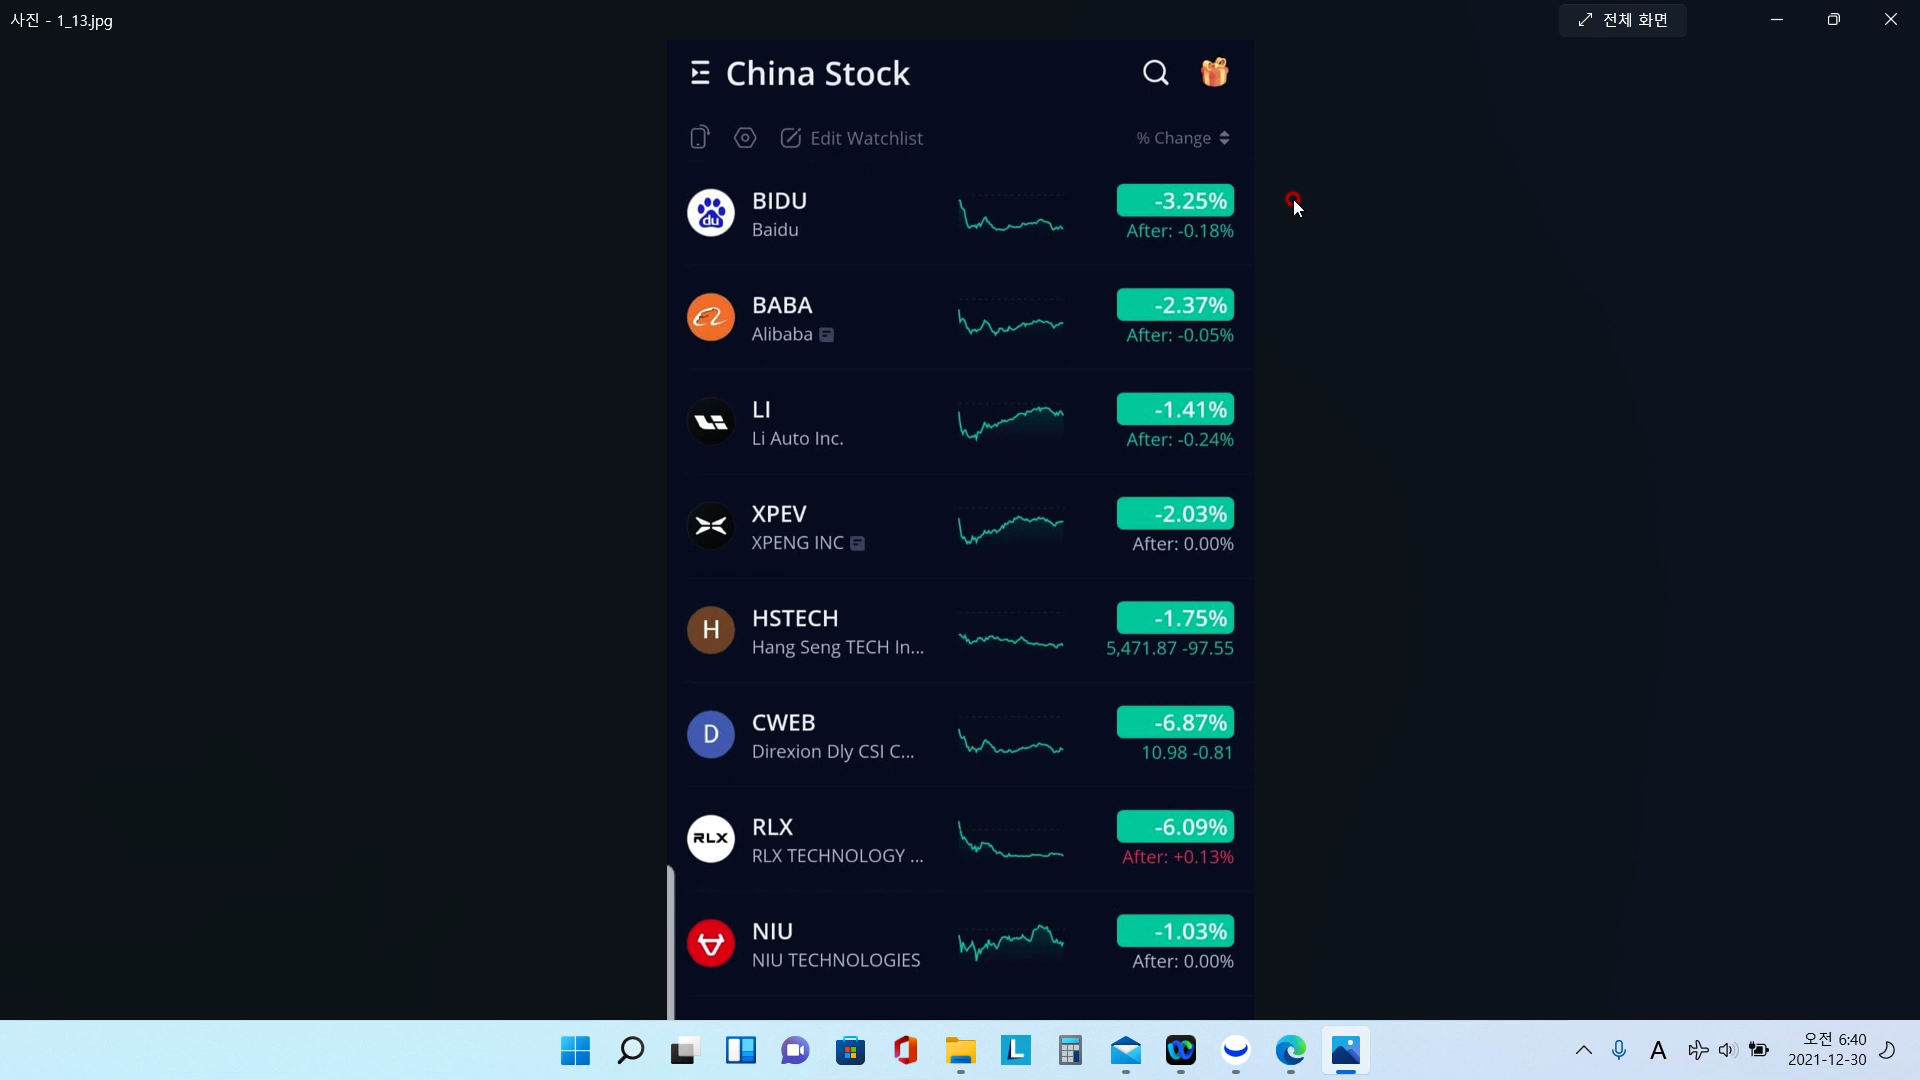 사진 - 1_13.jpg
전체 화면
China Stock
Edit Watchlist
% Change
BIDU
-3.25%
Baidu
After: -0.18%
du
BABA
-2.37%
Alibaba
After: -0.05%
LI
-1.41%
Li Auto Inc.
After: -0.24%
XPEV
-2.03%
XPENG INC
After: 0.00%
H
HSTECH
-1.75%
Hang Seng TECH In...
5,471.87 -97.55
D
CWEB
-6.87%
Direxion Dly CSI C...
10.98 -0.81
RLX
RLX
-6.09%
RLX TECHNOLOGY ...
After: +0.13%
NIU
-1.03%
NIU TECHNOLOGIES
After: 0.00%
L
A
오전 6:40
2021-12-30